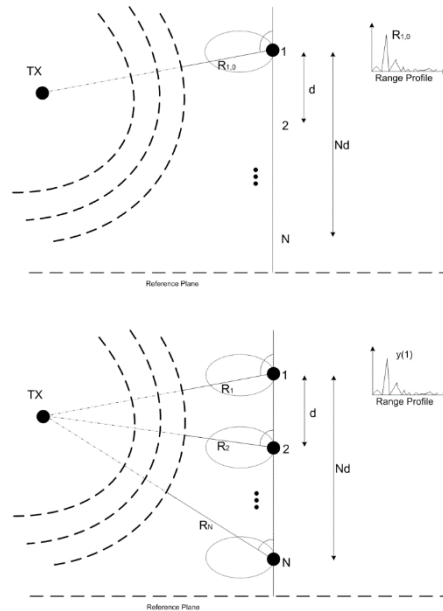 TX
1
R1,0
d
2
Nd
N
Reference Plane
R1,0
Range Profile
TX
1
R1
d
R2
2
Nd
RN
N
Reference Plane
y(1)
Range Profile